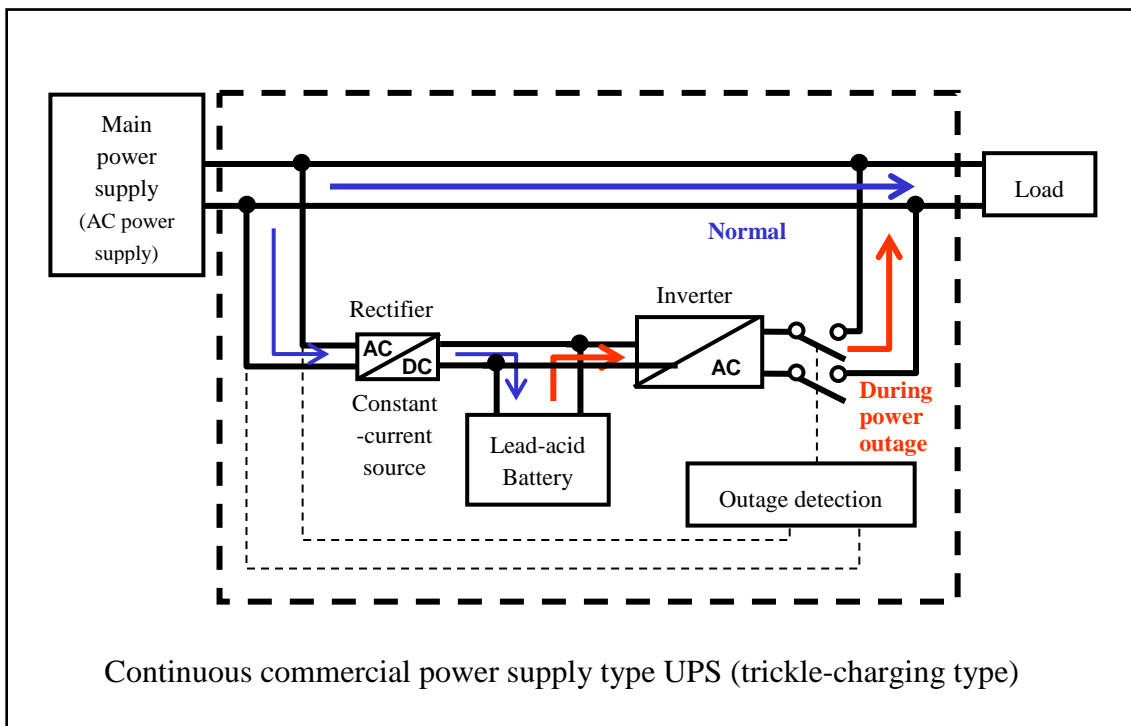 Main
power
supply
(AC power
supply)
Load
Normal
Rectifier
Inverter
AC
DC
AC
Constant
-current
source
Lead-acid
Battery
During
power
outage
Outage detection
Continuous commercial power supply type UPS (trickle-charging type)